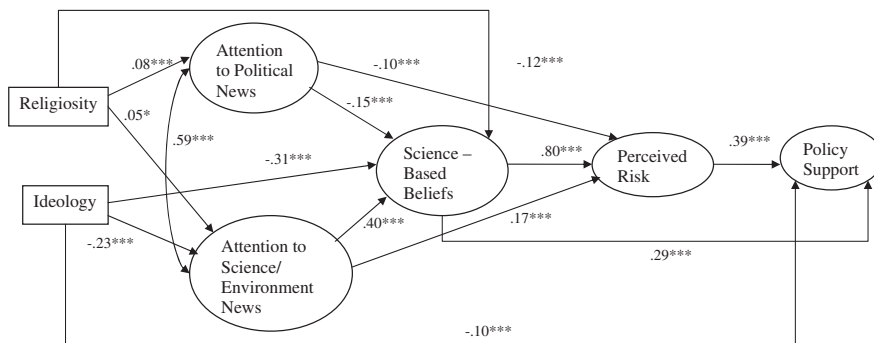 Attention
to Political
News
.08***
-.10***
-.12***
Religiosity
.05*
-.15***
.59***
-.31***
Science –
Based
Beliefs
.80***
Perceived
Risk
.39***
Policy
Support
Ideology
-.23***
.40***
.17***
Attention to
Science/
Environment
News
.29***
-.10***